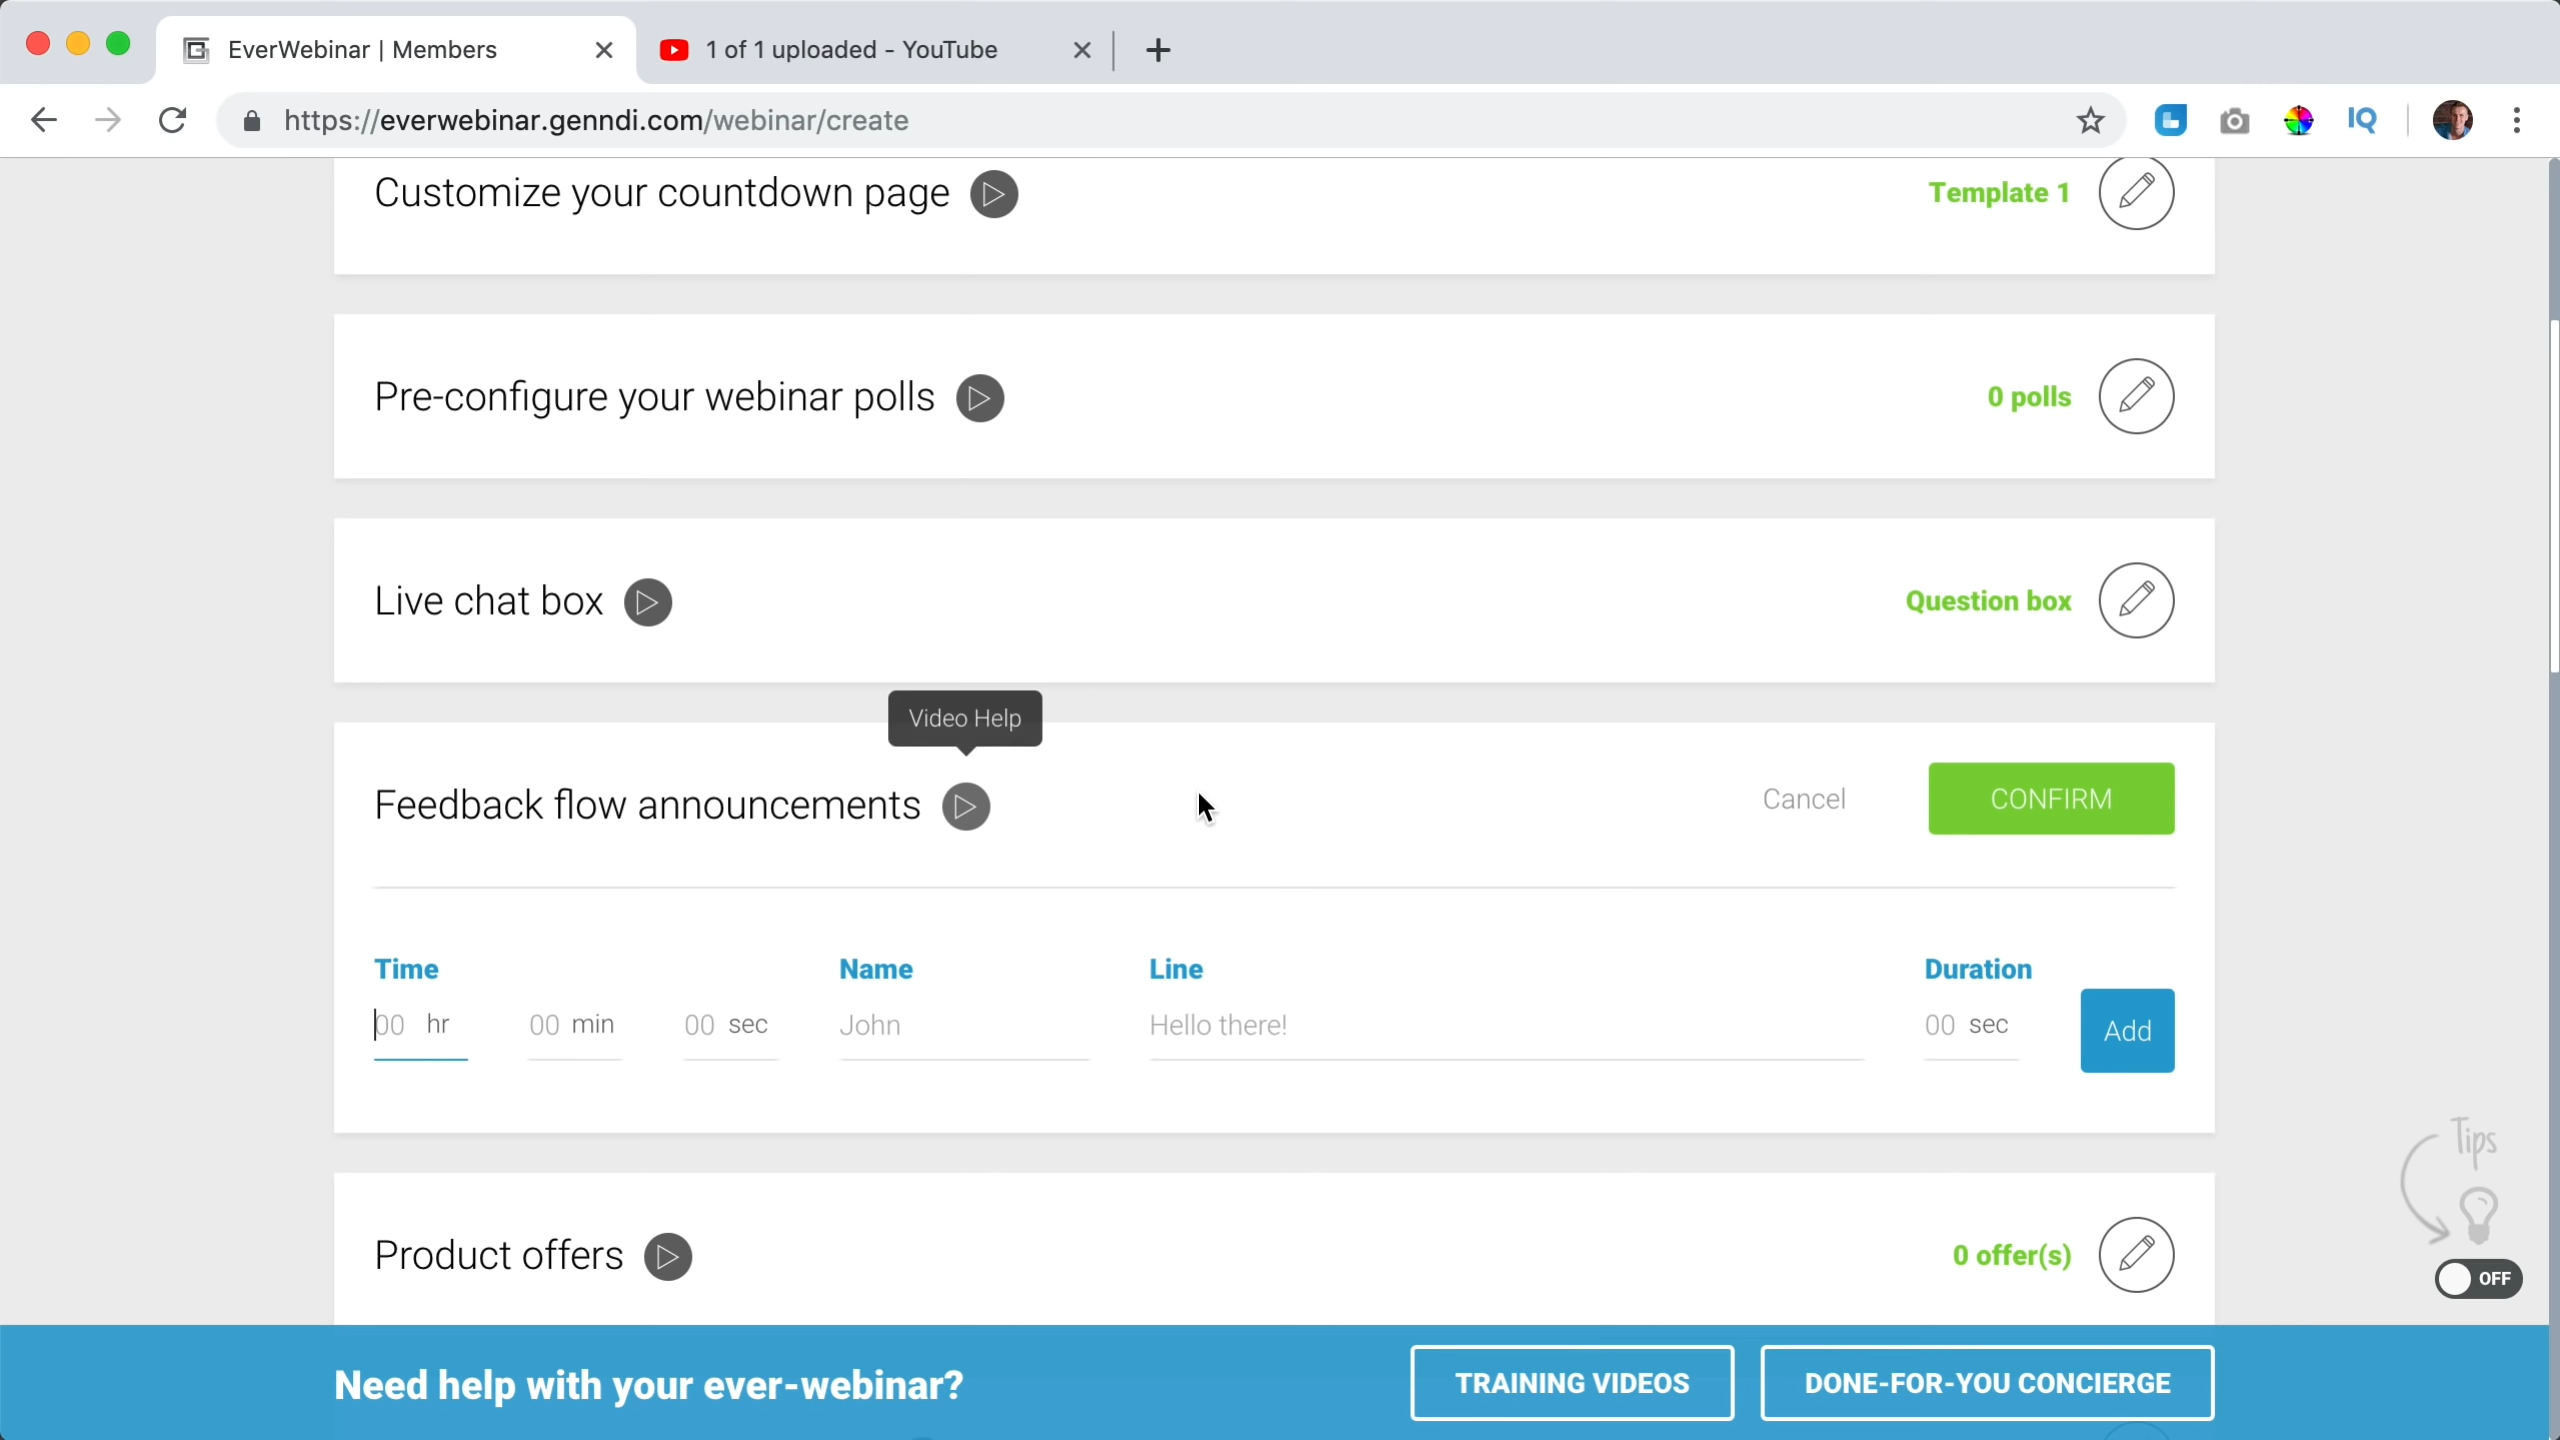 EverWebinar | Members
1 of 1 uploaded - YouTube
https://everwebinar.genndi.com/webinar/create
IQ
Customize your countdown page
Template 1
Pre-configure your webinar polls
0 polls
Live chat box
Question box
Video Help
Feedback flow announcements
Cancel
CONFIRM
Time
Name
Line
Duration
00 hr
00 min
00 sec
John
Hello there!
00 sec
Add
Tips
Product offers
0 offer(s)
OFF
Need help with your ever-webinar?
TRAINING VIDEOS
DONE-FOR-YOU CONCIERGE